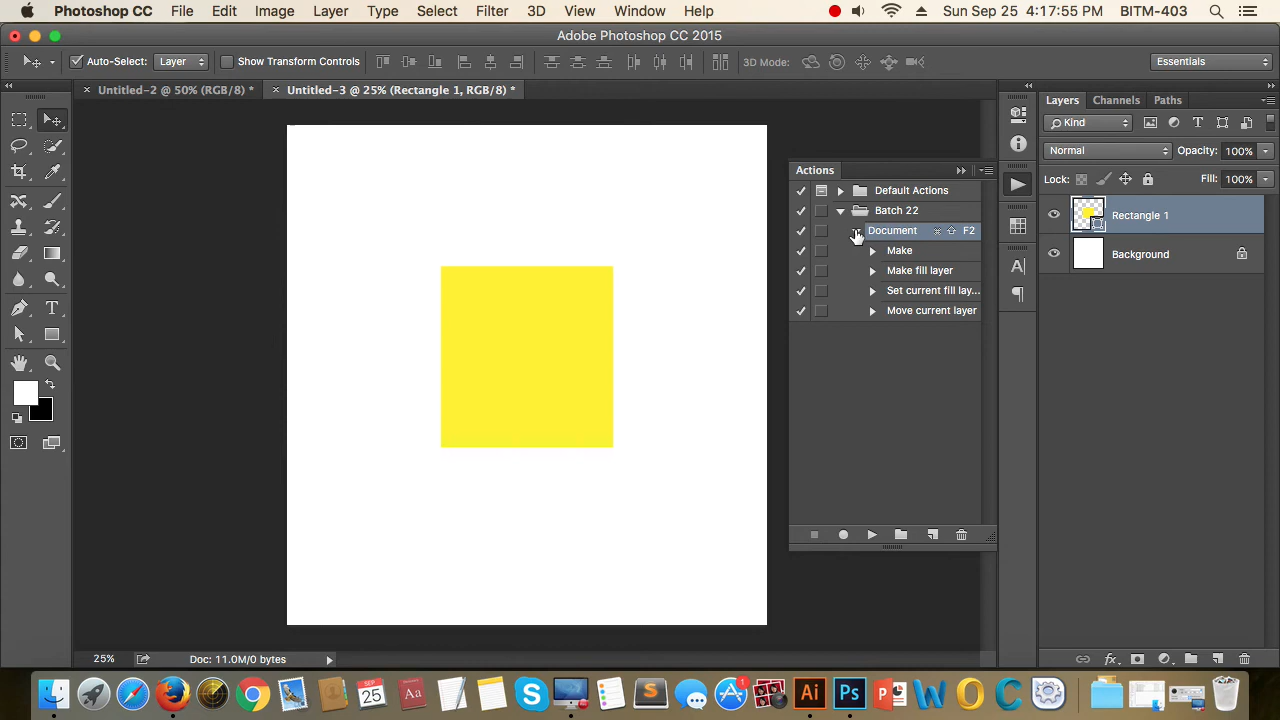 Photoshop CC File Edit Image Layer Type Select Filter 3D View Window Help Sun Sep 25 4:17:55 PM BITM-403
Adobe Photoshop CC 2015
Auto-Select: Layer Show Transform Controls 3D Mode: Essentials
Untitled-2 @ 50% (RGB/8) * Untitled-3 @ 25% (Rectangle 1, RGB/8) *
Layers Channels Paths
Kind
Normal Opacity: 100%
Lock: Fill: 100%
Rectangle 1
Background
Actions
Default Actions
Batch 22
Document F2
Make
Make fill layer
Set current fill lay...
Move current layer
25% Doc: 11.0M/0 bytes